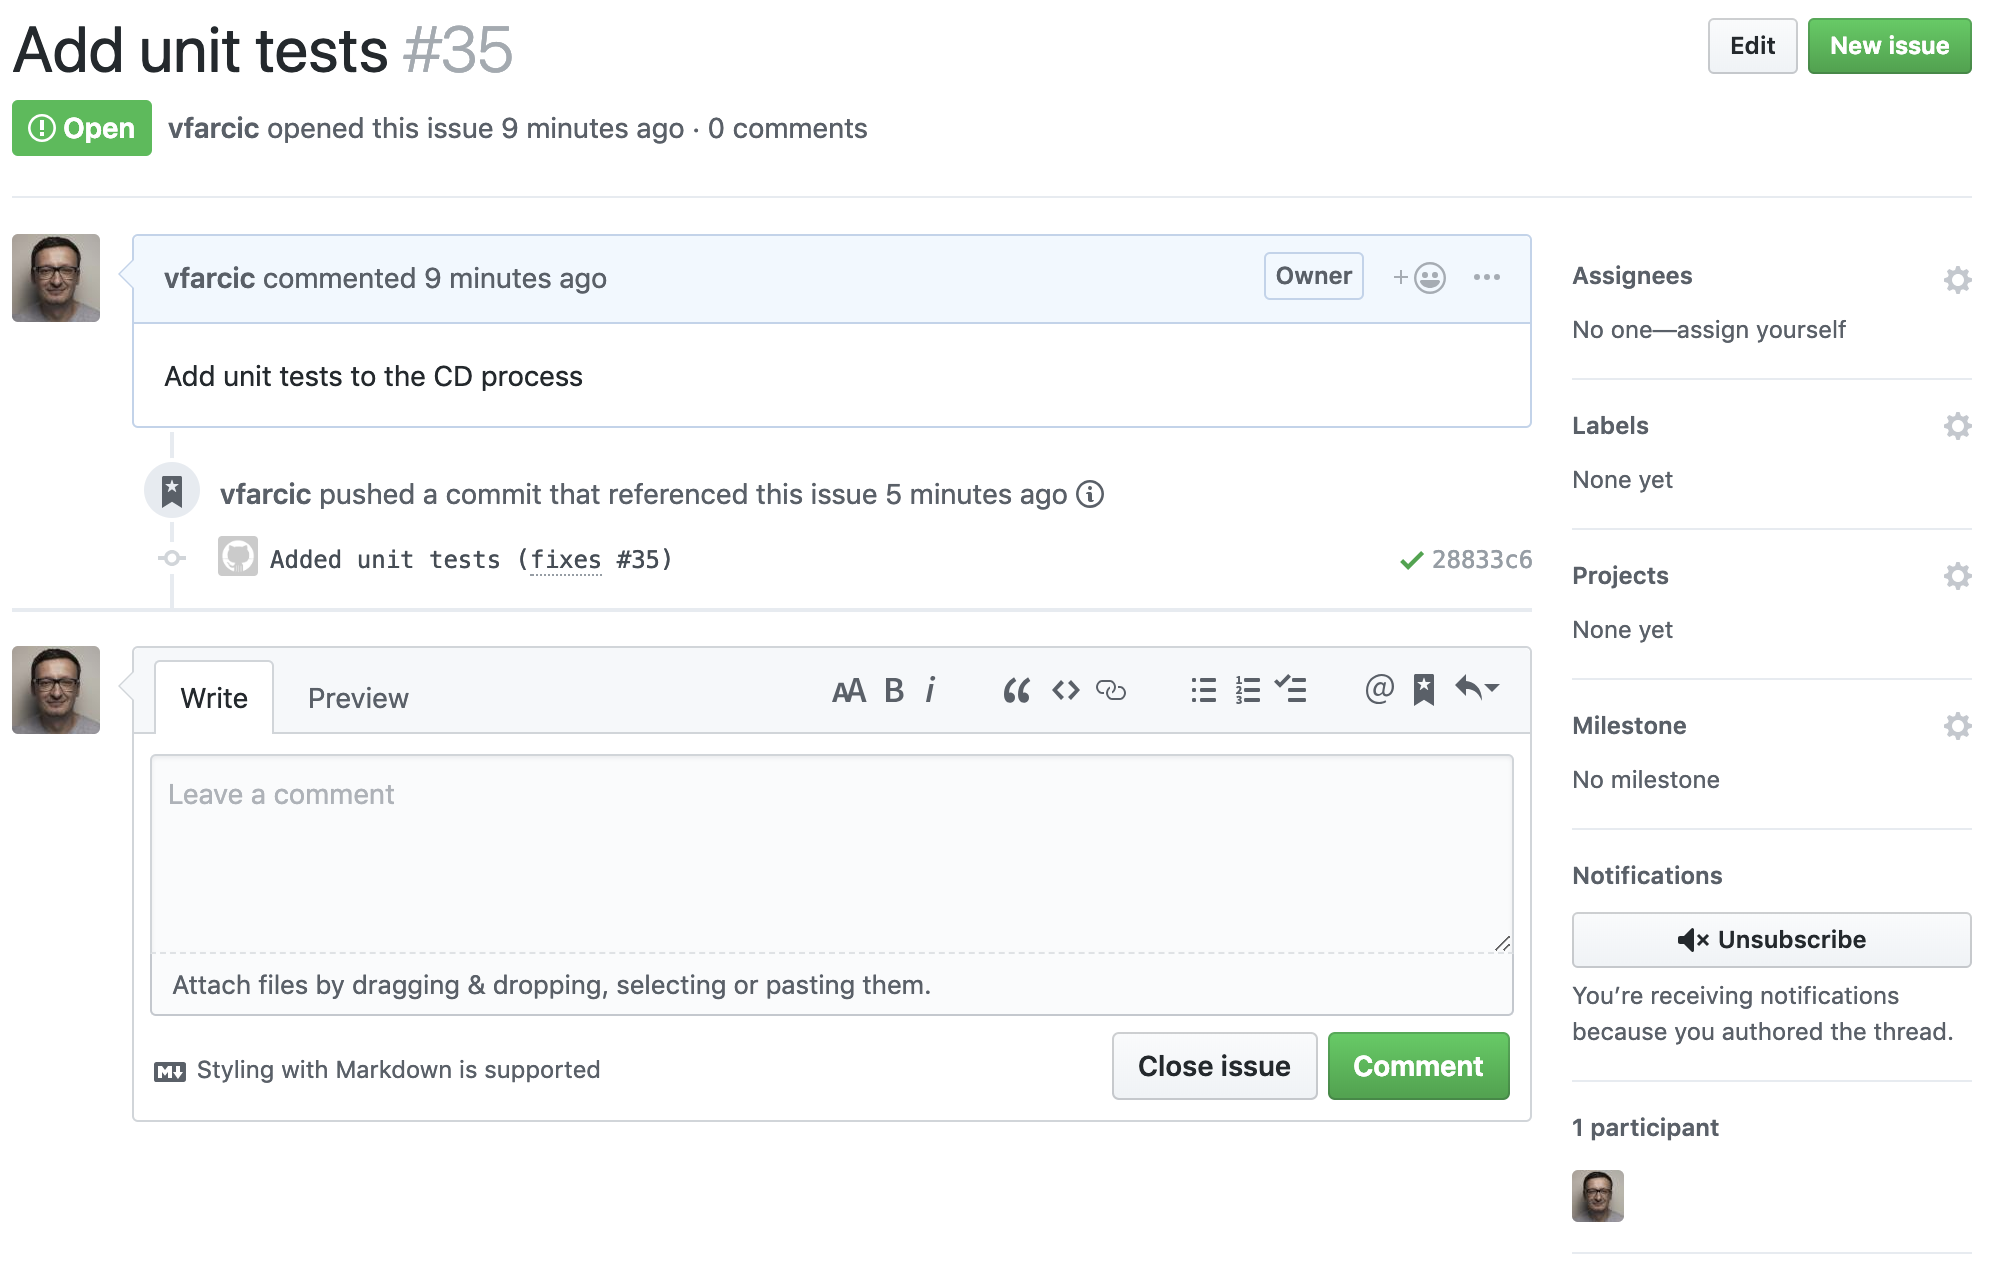 Add unit tests #35
Edit
New issue
Open
vfarcic opened this issue 9 minutes ago · 0 comments
vfarcic commented 9 minutes ago
Owner
Add unit tests to the CD process
vfarcic pushed a commit that referenced this issue 5 minutes ago
Added unit tests (fixes #35)
28833c6
Write
Preview
AA B i
Leave a comment
Attach files by dragging & dropping, selecting or pasting them.
Styling with Markdown is supported
Close issue
Comment
Assignees
No one—assign yourself
Labels
None yet
Projects
None yet
Milestone
No milestone
Notifications
Unsubscribe
You’re receiving notifications
because you authored the thread.
1 participant